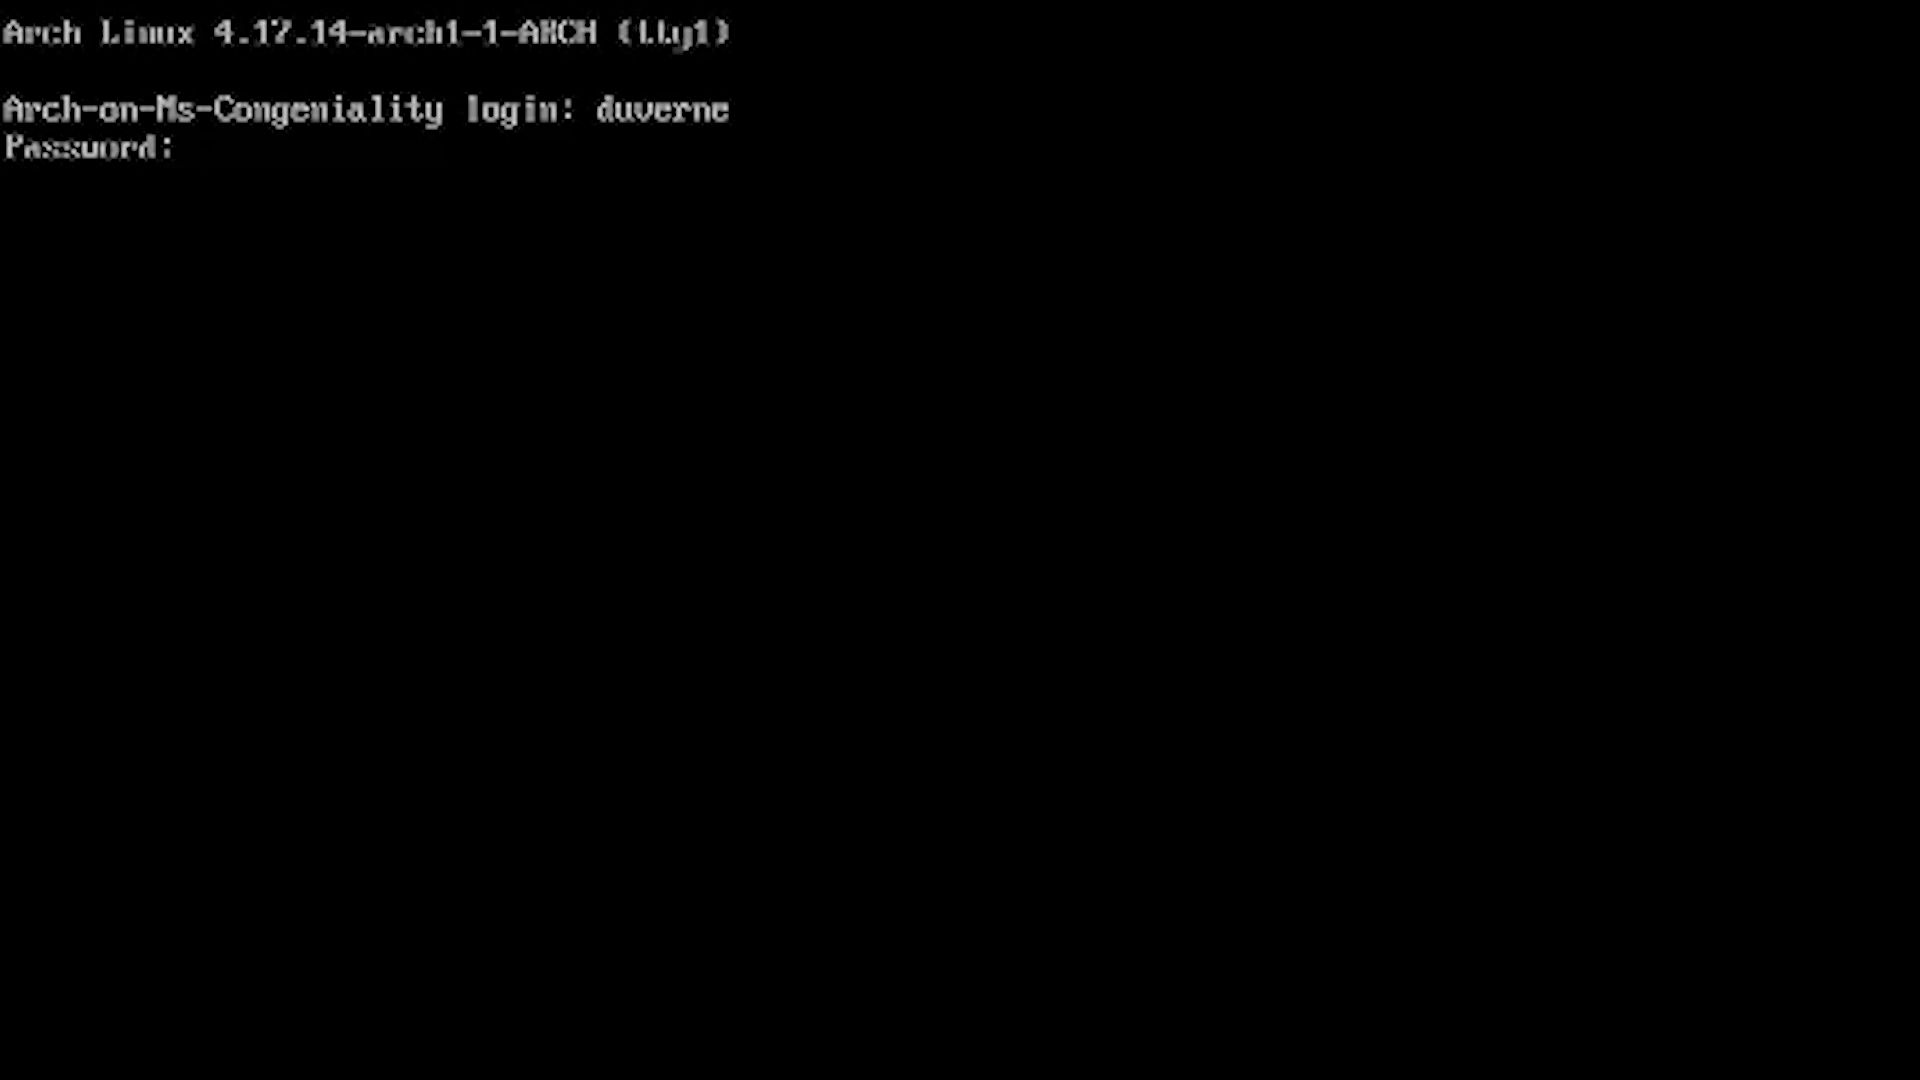 Arch Linux 4.17.14-arch1-1-ARCH (tty1)
Arch-on-Ms-Congeniality login: duverne
Password: